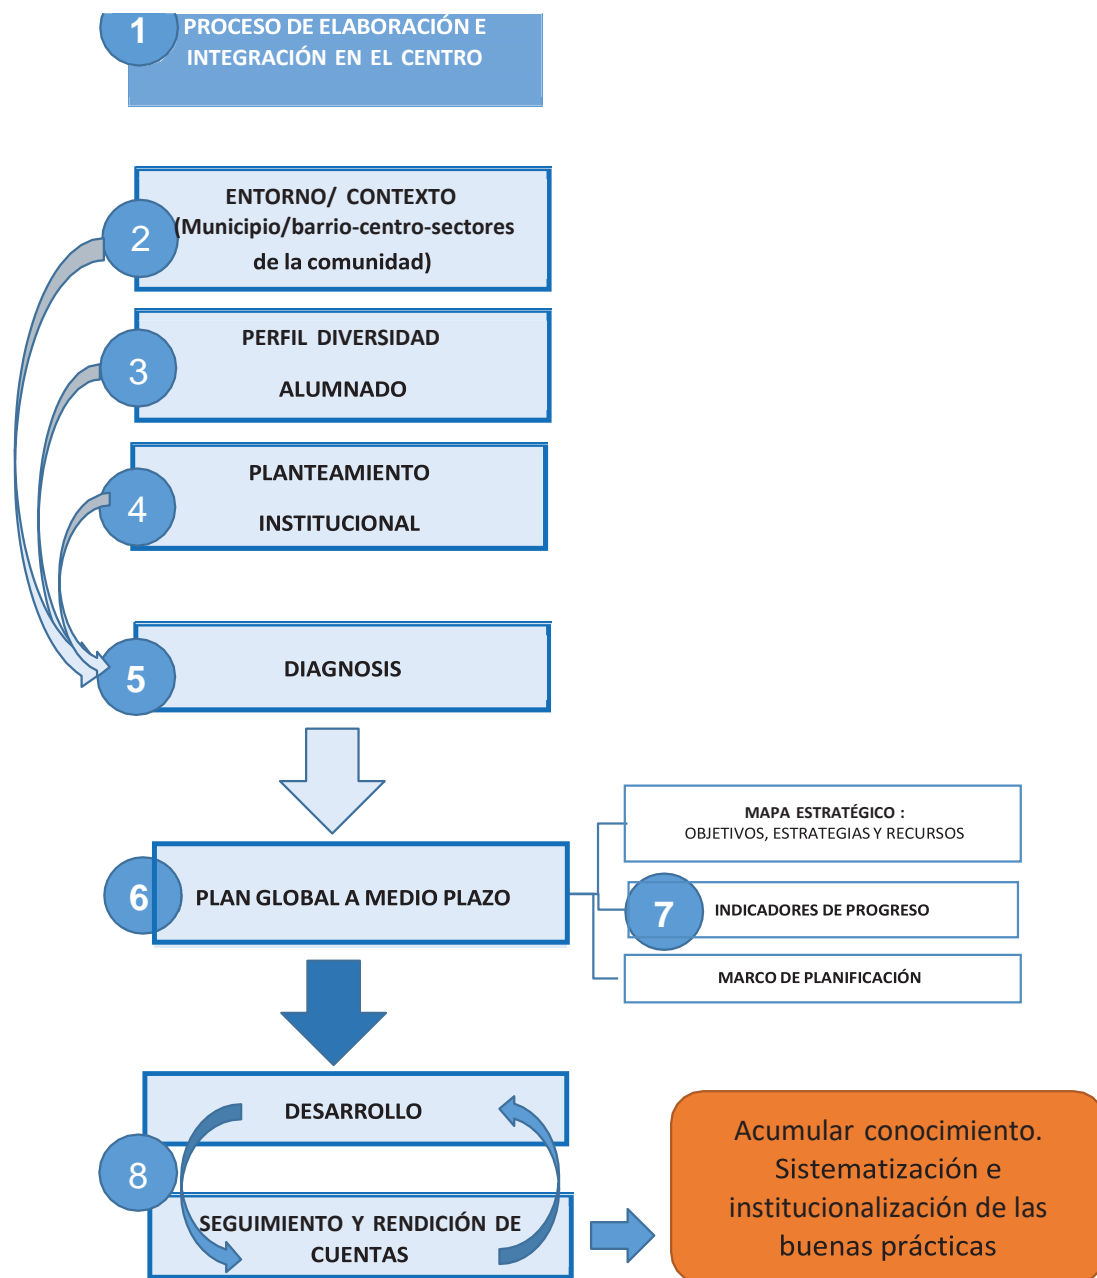 1
PROCESO DE ELABORACIÓN E
INTEGRACIÓN EN EL CENTRO
2
ENTORNO/ CONTEXTO
(Municipio/barrio-centro-sectores
de la comunidad)
3
PERFIL DIVERSIDAD
ALUMNADO
4
PLANTEAMIENTO
INSTITUCIONAL
5
DIAGNOSIS
6
PLAN GLOBAL A MEDIO PLAZO
MAPA ESTRATÉGICO :
OBJETIVOS, ESTRATEGIAS Y RECURSOS
7
INDICADORES DE PROGRESO
MARCO DE PLANIFICACIÓN
8
DESARROLLO
SEGUIMIENTO Y RENDICIÓN DE
CUENTAS
Acumular conocimiento.
Sistematización e
institucionalización de las
buenas prácticas